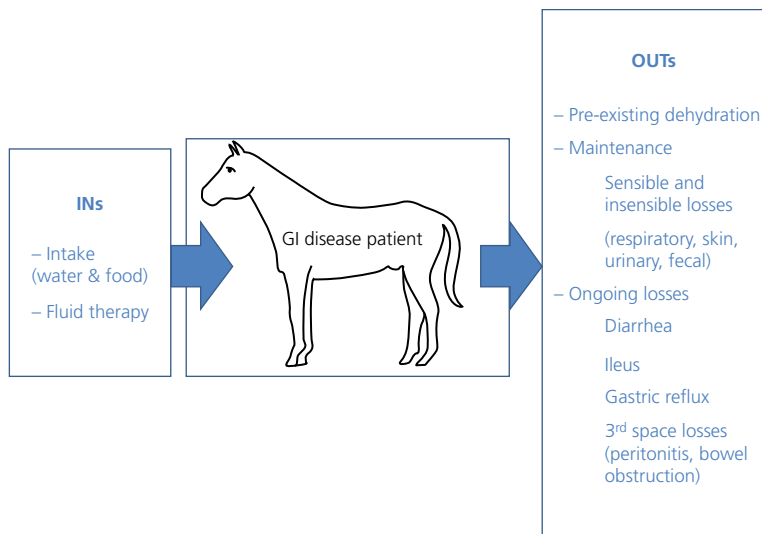 INs
– Intake
(water & food)
– Fluid therapy
GI disease patient
OUTs
– Pre-existing dehydration
– Maintenance
Sensible and
insensible losses
(respiratory, skin,
urinary, fecal)
– Ongoing losses
Diarrhea
Ileus
Gastric reflux
3rd space losses
(peritonitis, bowel
obstruction)